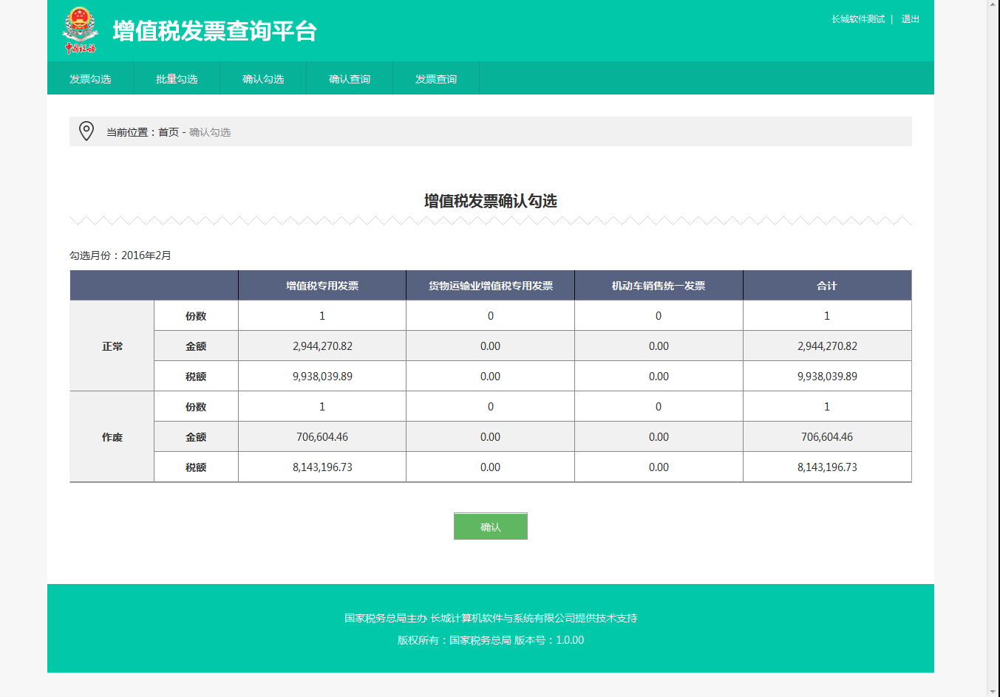 增值税发票查询平台
中国税务
长城软件测试 | 退出
发票勾选 批量勾选 确认勾选 确认查询 发票查询
当前位置：首页 - 确认勾选
增值税发票确认勾选
勾选月份：2016年2月
增值税专用发票 货物运输业增值税专用发票 机动车销售统一发票 合计
正常
份数 1 0 0 1
金额 2,944,270.82 0.00 0.00 2,944,270.82
税额 9,938,039.89 0.00 0.00 9,938,039.89
作废
份数 1 0 0 1
金额 706,604.46 0.00 0.00 706,604.46
税额 8,143,196.73 0.00 0.00 8,143,196.73
确认
国家税务总局主办 长城计算机软件与系统有限公司提供技术支持
版权所有：国家税务总局 版本号：1.0.00